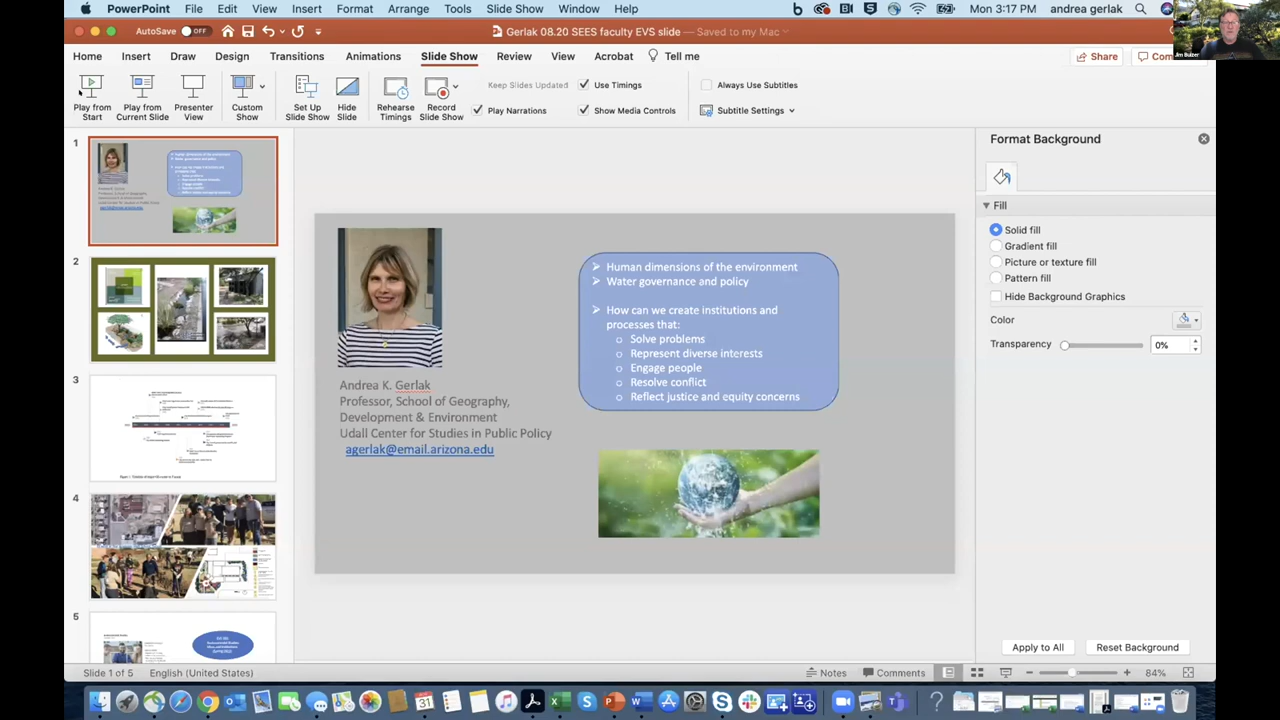 PowerPoint File Edit View Insert Format Arrange Tools Slide Show Window Help Mon 3:17 PM andrea gerlak
AutoSave OFF Gerlak 08.20 SEES faculty EVS slide — Saved to my Mac
Jim Buizer
Home Insert Draw Design Transitions Animations Slide Show Review View Acrobat Tell me Share
Play from Start
Play from Current Slide
Presenter View
Custom Show
Set Up Slide Show
Hide Slide
Rehearse Timings
Record Slide Show
Keep Slides Updated
Use Timings
Play Narrations
Show Media Controls
Always Use Subtitles
Subtitle Settings
1
2
3
4
5
Andrea K. Gerlak
Professor, School of Geography,
Development & Environment
Udall Center for Studies in Public Policy
agerlak@email.arizona.edu
Human dimensions of the environment
Water governance and policy
How can we create institutions and
processes that:
Solve problems
Represent diverse interests
Engage people
Resolve conflict
Reflect justice and equity concerns
Format Background
Fill
Solid fill
Gradient fill
Picture or texture fill
Pattern fill
Hide Background Graphics
Color
Transparency 0%
Apply to All Reset Background
Slide 1 of 5 English (United States) Notes Comments 84%